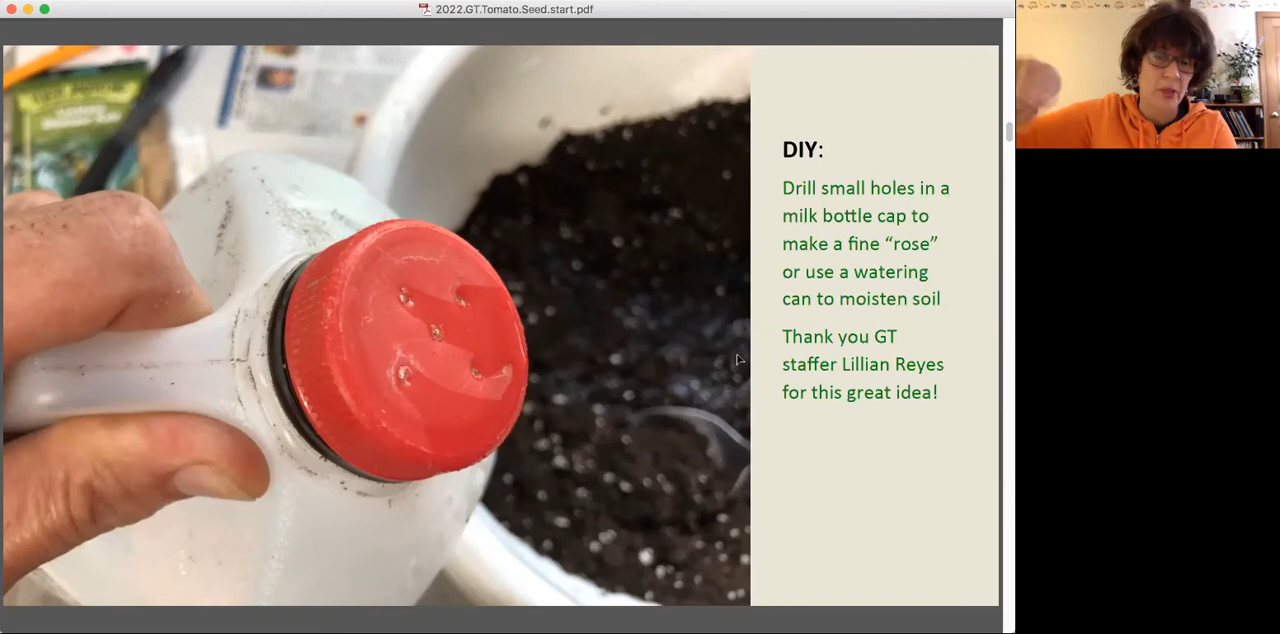 2022.GT.Tomato.Seed.start.pdf
DIY:
Drill small holes in a
milk bottle cap to
make a fine “rose”
or use a watering
can to moisten soil
Thank you GT
staffer Lillian Reyes
for this great idea!